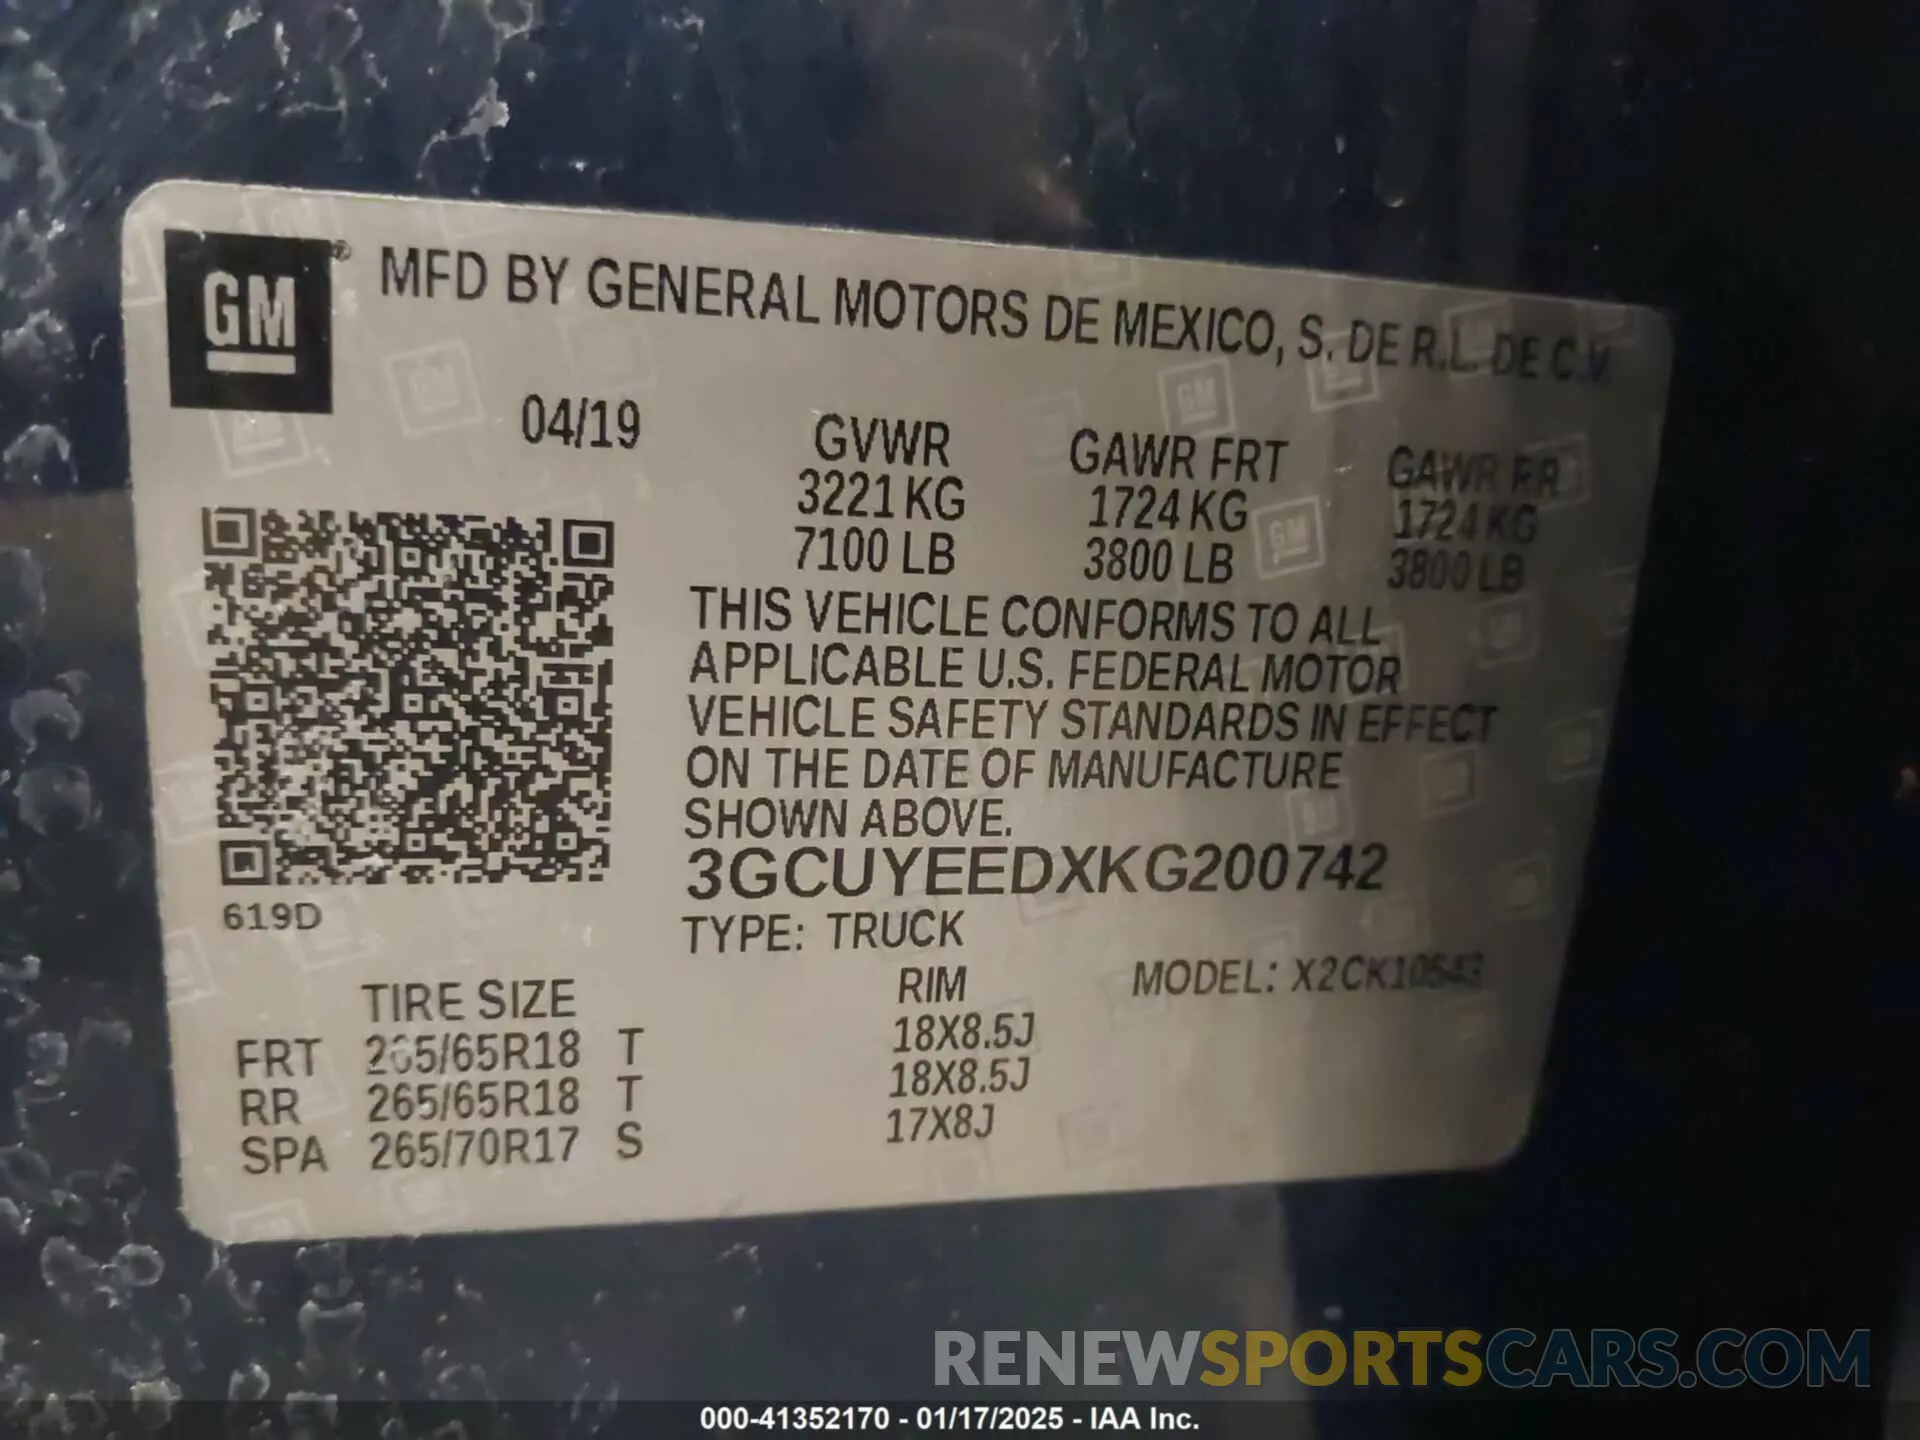 GM ®
MFD BY GENERAL MOTORS DE MEXICO, S. DE R.L. DE C.V.
04/19
GVWR GAWR FRT GAWR RR
3221 KG 1724 KG 1724 KG
7100 LB 3800 LB 3800 LB
THIS VEHICLE CONFORMS TO ALL
APPLICABLE U.S. FEDERAL MOTOR
VEHICLE SAFETY STANDARDS IN EFFECT
ON THE DATE OF MANUFACTURE
SHOWN ABOVE.
3GCUYEEDXKG200742
619D
TYPE: TRUCK
MODEL: X2CK10543
TIRE SIZE RIM
FRT 265/65R18 T 18X8.5J
RR 265/65R18 T 18X8.5J
SPA 265/70R17 S 17X8J
RENEWSPORTSCARS.COM
000-41352170 - 01/17/2025 - IAA Inc.